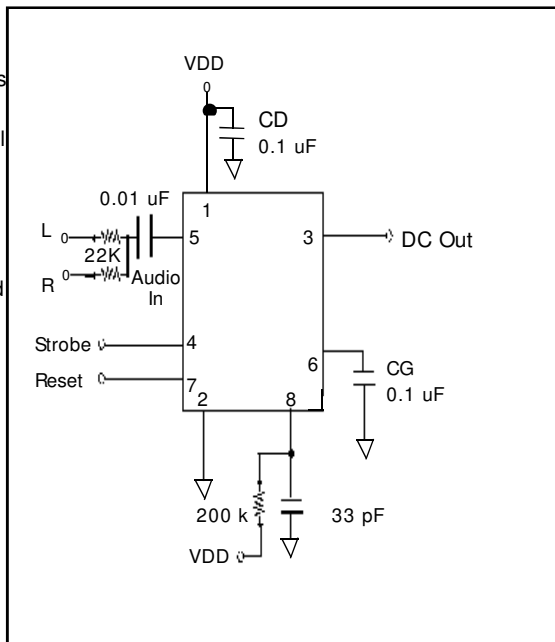 s
l
d
VDD
0
CD
0.1 uF
0.01 uF
1
L 0
5
3
DC Out
22K
R 0
Audio
In
Strobe
4
6
Reset
7
CG
0.1 uF
2
8
200 k
33 pF
VDD